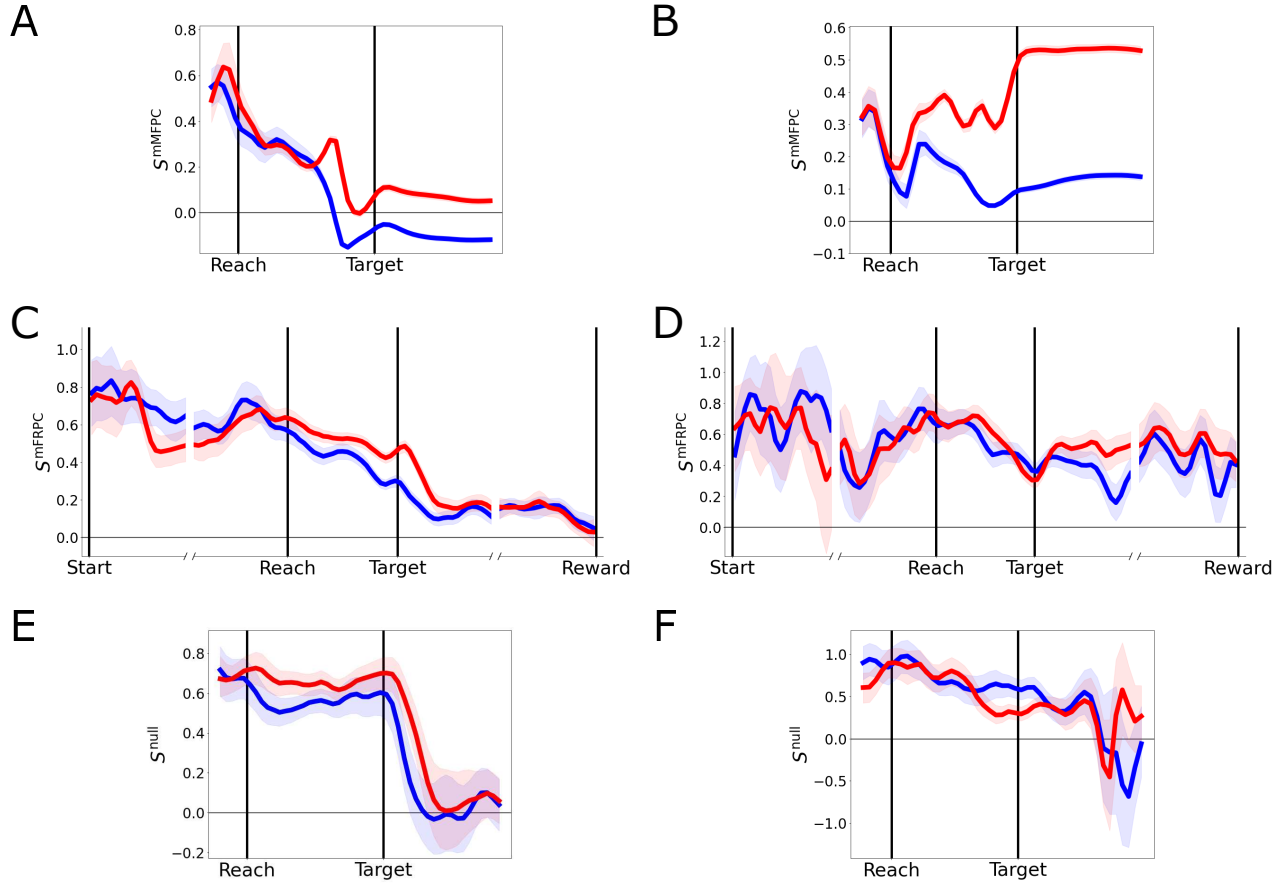 A
0.8
0.6
0.4
0.2
0.0
S^mMFPC
Reach Target
B
0.6
0.5
0.4
0.3
0.2
0.1
0.0
−0.1
S^mMFPC
Reach Target
C
1.0
0.8
0.6
0.4
0.2
0.0
S^mFRPC
Start Reach Target Reward
D
1.2
1.0
0.8
0.6
0.4
0.2
0.0
S^mFRPC
Start Reach Target Reward
E
0.8
0.6
0.4
0.2
0.0
−0.2
S^null
Reach Target
F
1.0
0.5
0.0
−0.5
−1.0
S^null
Reach Target